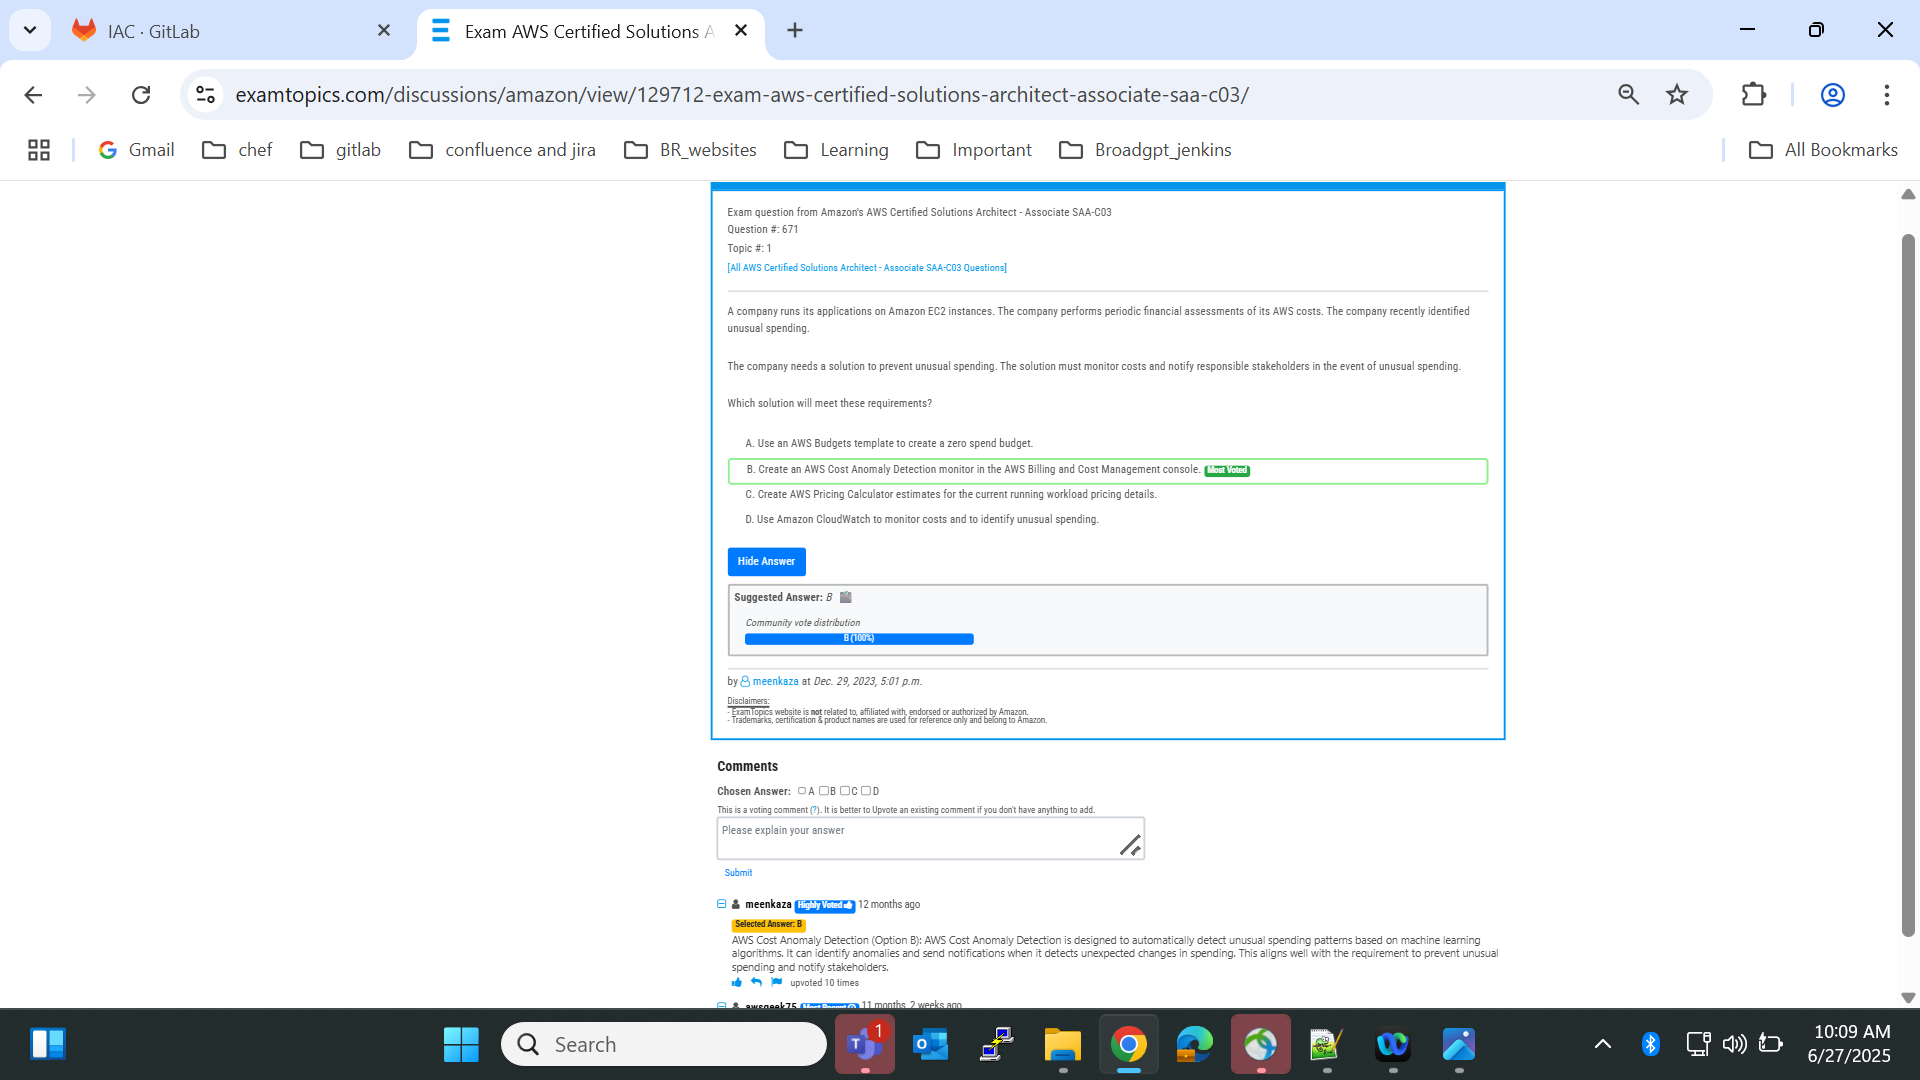 IAC · GitLab
Exam AWS Certified Solutions A
examtopics.com/discussions/amazon/view/129712-exam-aws-certified-solutions-architect-associate-saa-c03/
Gmail
chef
gitlab
confluence and jira
BR_websites
Learning
Important
Broadgpt_jenkins
All Bookmarks
Exam question from Amazon's AWS Certified Solutions Architect - Associate SAA-C03
Question #: 671
Topic #: 1
[All AWS Certified Solutions Architect - Associate SAA-C03 Questions]
A company runs its applications on Amazon EC2 instances. The company performs periodic financial assessments of its AWS costs. The company recently identified
unusual spending.
The company needs a solution to prevent unusual spending. The solution must monitor costs and notify responsible stakeholders in the event of unusual spending.
Which solution will meet these requirements?
A. Use an AWS Budgets template to create a zero spend budget.
B. Create an AWS Cost Anomaly Detection monitor in the AWS Billing and Cost Management console. Most Voted
C. Create AWS Pricing Calculator estimates for the current running workload pricing details.
D. Use Amazon CloudWatch to monitor costs and to identify unusual spending.
Hide Answer
Suggested Answer: B
Community vote distribution
B (100%)
by meenkaza at Dec. 29, 2023, 5:01 p.m.
Disclaimers:
- ExamTopics website is not related to, affiliated with, endorsed or authorized by Amazon.
- Trademarks, certification & product names are used for reference only and belong to Amazon.
Comments
Chosen Answer: A B C D
This is a voting comment (?). It is better to Upvote an existing comment if you don't have anything to add.
Please explain your answer
Submit
meenkaza Highly Voted 12 months ago
Selected Answer: B
AWS Cost Anomaly Detection (Option B): AWS Cost Anomaly Detection is designed to automatically detect unusual spending patterns based on machine learning
algorithms. It can identify anomalies and send notifications when it detects unexpected changes in spending. This aligns well with the requirement to prevent unusual
spending and notify stakeholders.
upvoted 10 times
awsgeek75 Most Recent 11 months, 2 weeks ago
Search
1
10:09 AM
6/27/2025